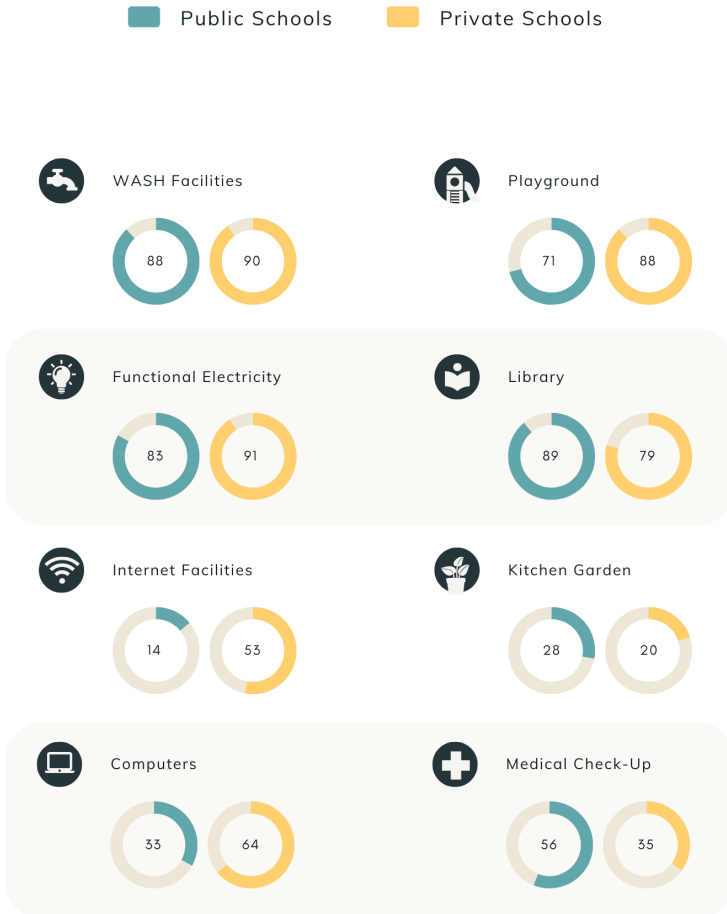 Public Schools Private Schools
WASH Facilities Playground
88 90 71 88
Functional Electricity Library
83 91 89 79
Internet Facilities Kitchen Garden
14 53 28 20
Computers Medical Check-Up
33 64 56 35